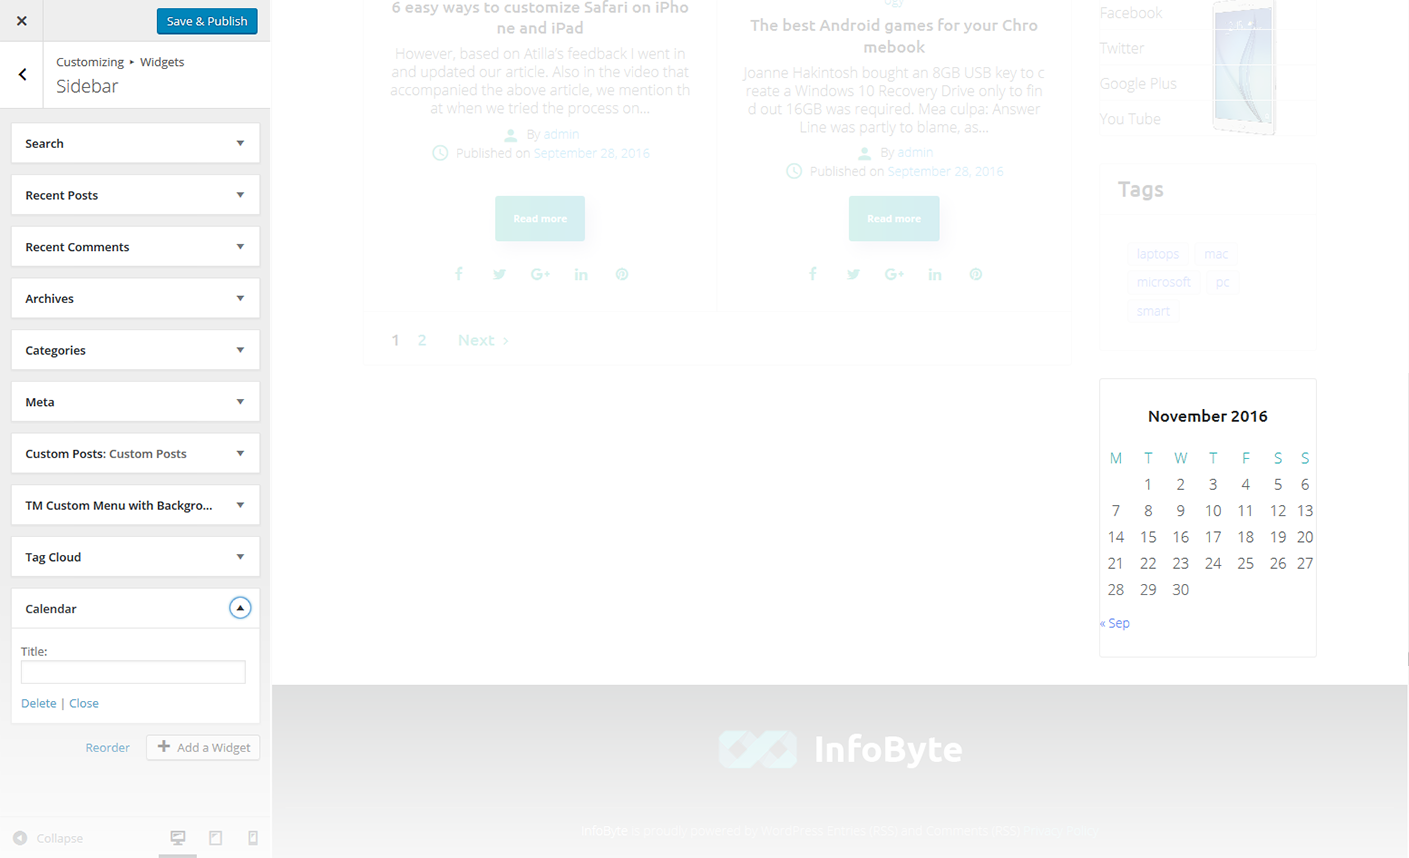 Save & Publish
Customizing ▸ Widgets
Sidebar
Search
Recent Posts
Recent Comments
Archives
Categories
Meta
Custom Posts: Custom Posts
TM Custom Menu with Backgro...
Tag Cloud
Calendar
Title:
Delete | Close
Reorder
Add a Widget
Collapse
6 easy ways to customize Safari on iPho
ne and iPad
However, based on Atilla's feedback I went in
and updated our article. Also in the video that
accompanied the above article, we mention th
at when we tried the process on...
By admin
Published on September 28, 2016
Read more
G+ in
1 2 Next >
The best Android games for your Chro
mebook
Joanne Hakintosh bought an 8GB USB key to c
reate a Windows 10 Recovery Drive only to fin
d out 16GB was required. Mea culpa: Answer
Line was partly to blame, as...
By admin
Published on September 28, 2016
Read more
G+ in
Facebook
Twitter
Google Plus
You Tube
Tags
laptops mac
microsoft pc
smart
November 2016
M T W T F S S
1 2 3 4 5 6
7 8 9 10 11 12 13
14 15 16 17 18 19 20
21 22 23 24 25 26 27
28 29 30
« Sep
InfoByte
InfoByte is proudly powered by WordPress Entries (RSS) and Comments (RSS) Privacy Policy